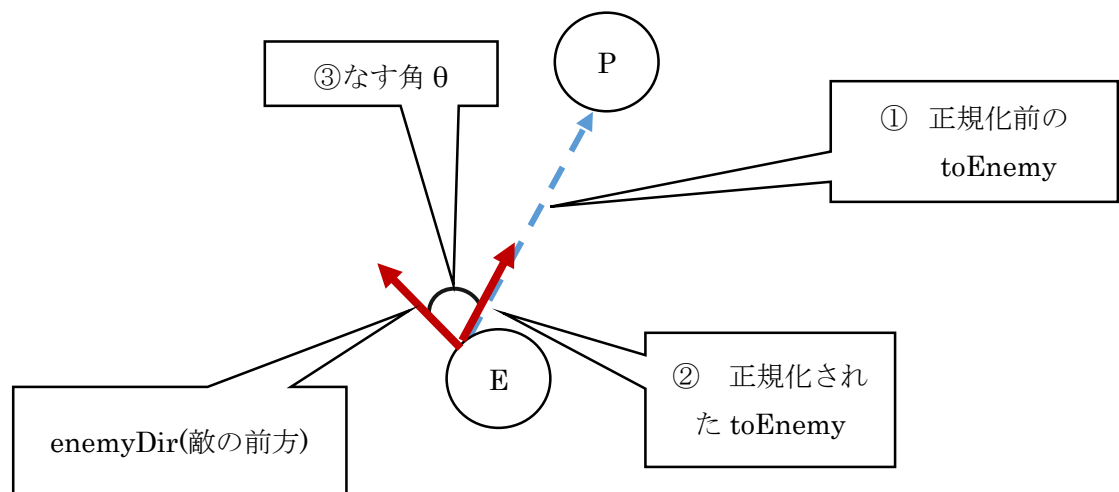 ③なす角 θ
P
① 正規化前の
toEnemy
E
② 正規化され
た toEnemy
enemyDir(敵の前方)